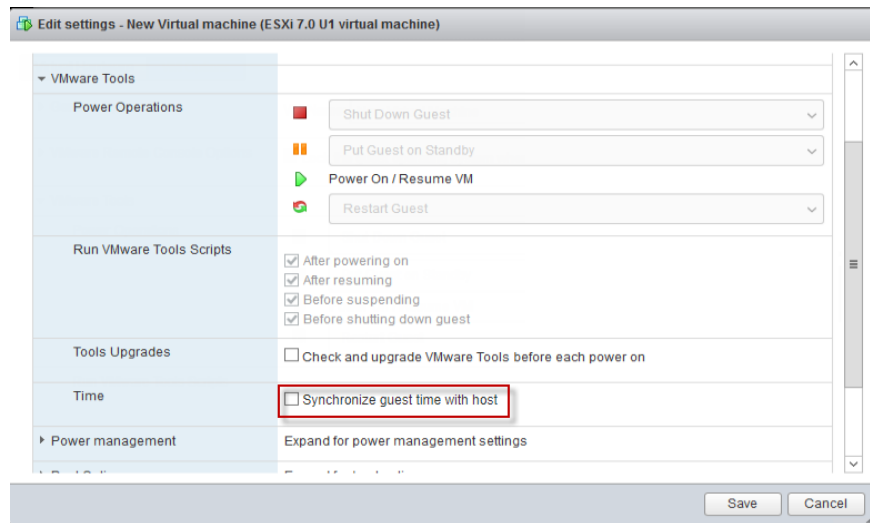 Edit settings - New Virtual machine (ESXi 7.0 U1 virtual machine)
VMware Tools
Power Operations
Shut Down Guest
Put Guest on Standby
Power On / Resume VM
Restart Guest
Run VMware Tools Scripts
After powering on
After resuming
Before suspending
Before shutting down guest
Tools Upgrades
Check and upgrade VMware Tools before each power on
Time
Synchronize guest time with host
Power management
Expand for power management settings
Save
Cancel